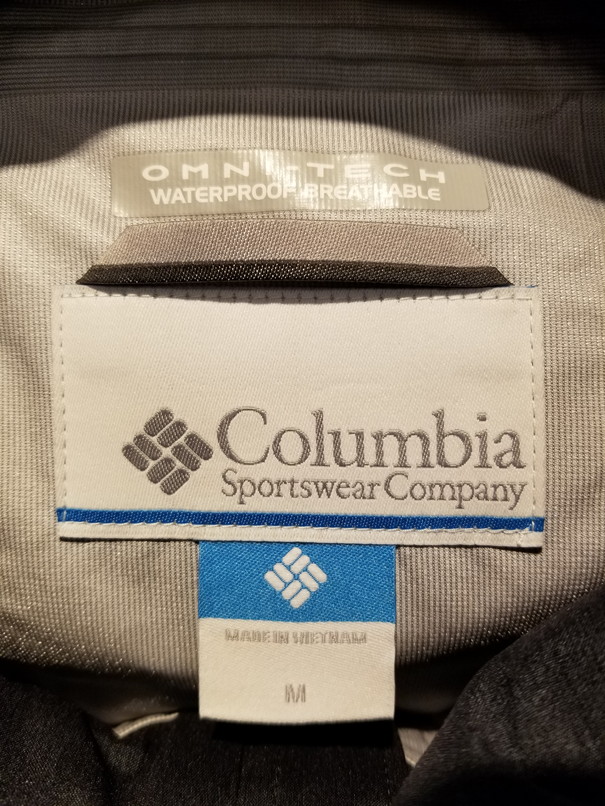 OMNI TECH
WATERPROOF BREATHABLE
Columbia
Sportswear Company
MADE IN VIETNAM
M